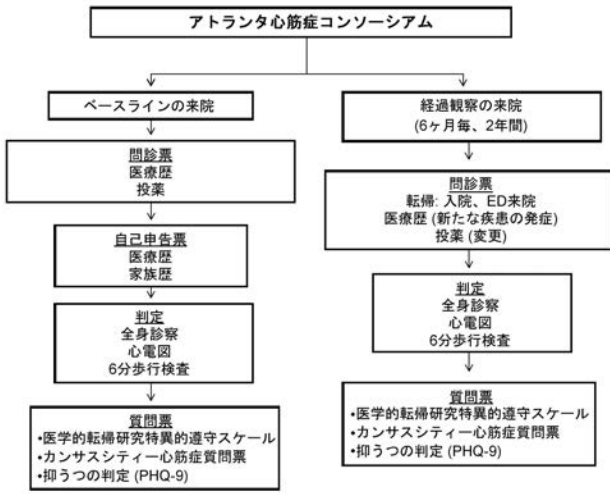 アトランタ心筋症コンソーシアム
ベースラインの来院
問診票
医療歴
投薬
自己申告票
医療歴
家族歴
判定
全身診察
心電図
6分歩行検査
質問票
•医学的転帰研究特異的遵守スケール
•カンサスシティー心筋症質問票
•抑うつの判定 (PHQ-9)
経過観察の来院
(6ヶ月毎、2年間)
問診票
転帰: 入院、ED来院
医療歴 (新たな疾患の発症)
投薬 (変更)
判定
全身診察
心電図
6分歩行検査
質問票
•医学的転帰研究特異的遵守スケール
•カンサスシティー心筋症質問票
•抑うつの判定 (PHQ-9)